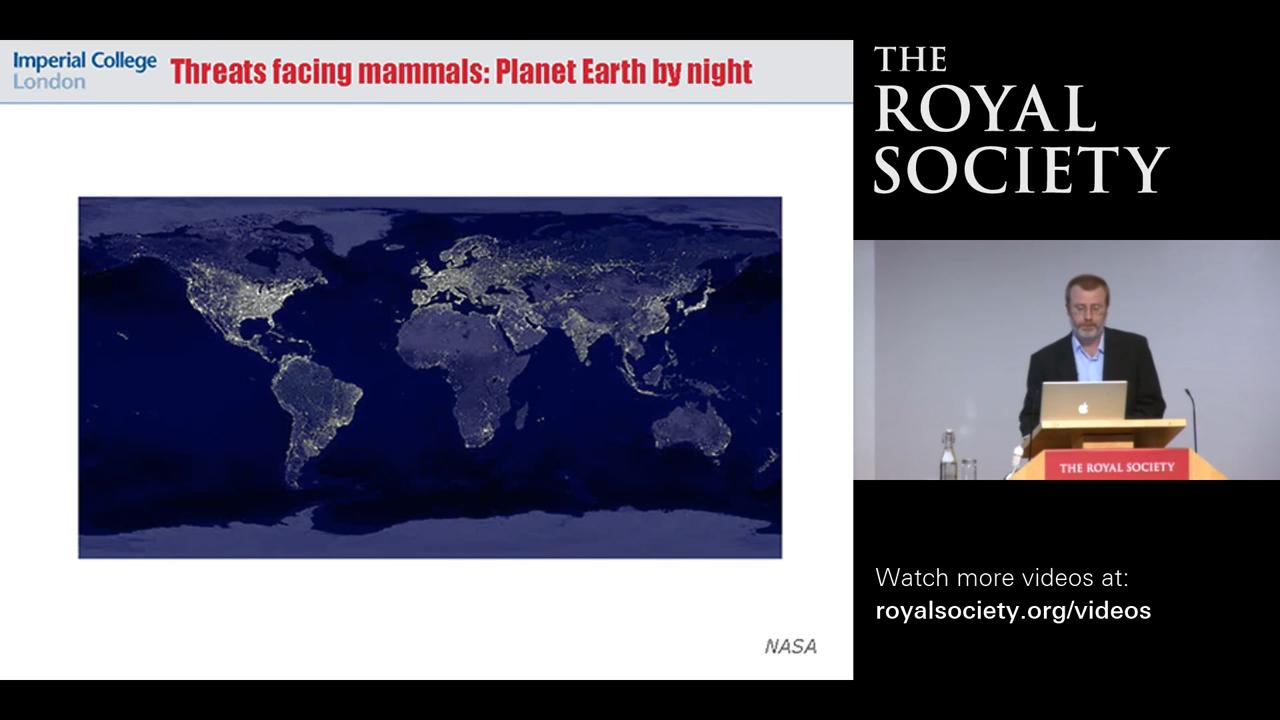 Imperial College
London
Threats facing mammals: Planet Earth by night
NASA
THE
ROYAL
SOCIETY
THE ROYAL SOCIETY
Watch more videos at:
royalsociety.org/videos